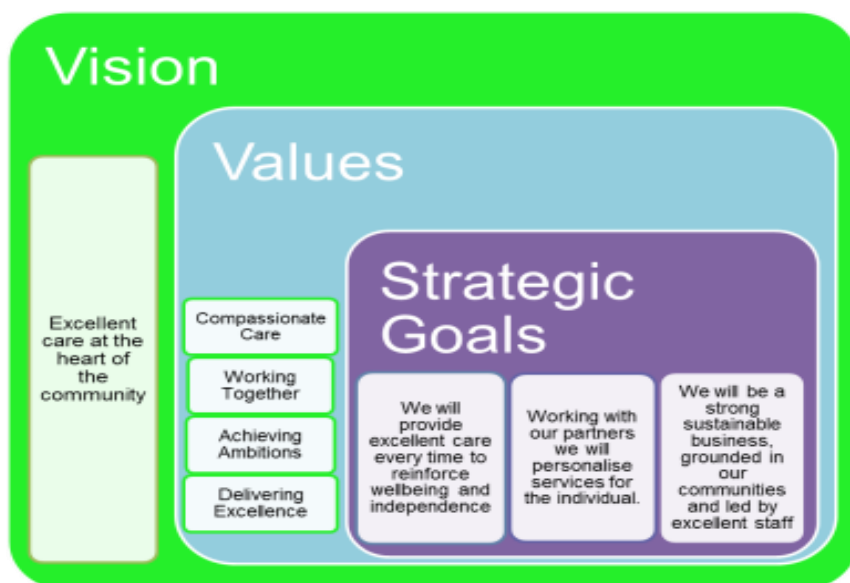 Vision
Excellent
care at the
heart of
the
community
Values
Compassionate
Care
Working
Together
Achieving
Ambitions
Delivering
Excellence
Strategic
Goals
We will
provide
excellent care
every time to
reinforce
wellbeing and
independence
Working with
our partners
we will
personalise
services for
the individual.
We will be a
strong
sustainable
business,
grounded in
our
communities
and led by
excellent staff